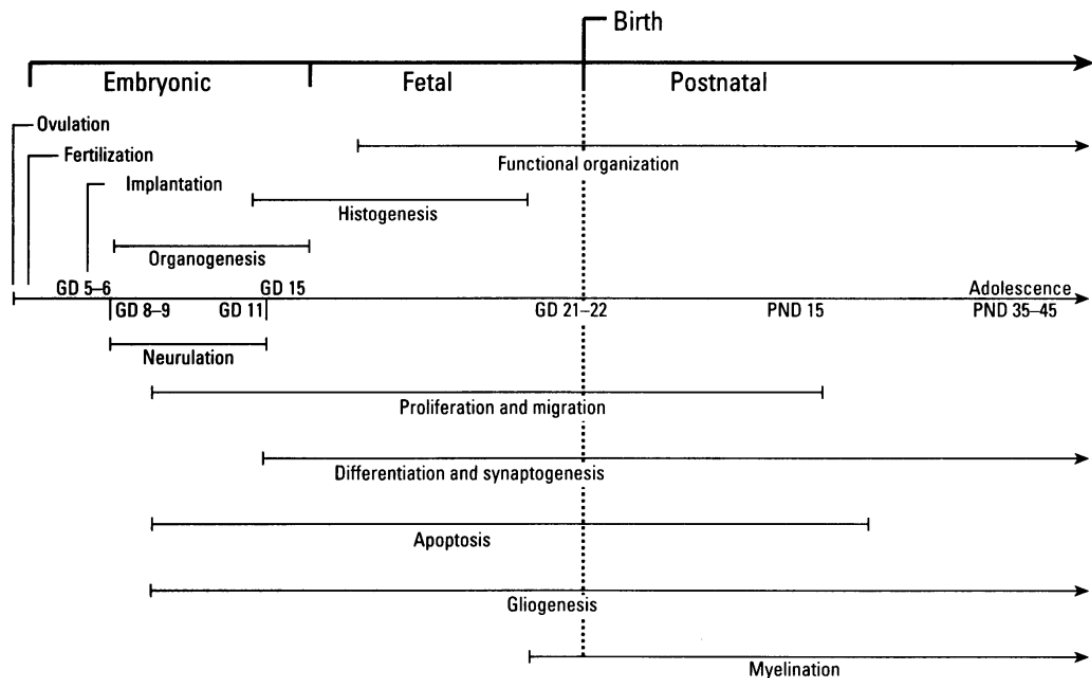 Birth
Embryonic
Fetal
Postnatal
Ovulation
Fertilization
Functional organization
Implantation
Histogenesis
Organogenesis
GD 5–6
GD 15
Adolescence
GD 8–9
GD 11
GD 21–22
PND 15
PND 35–45
Neurulation
Proliferation and migration
Differentiation and synaptogenesis
Apoptosis
Gliogenesis
Myelination